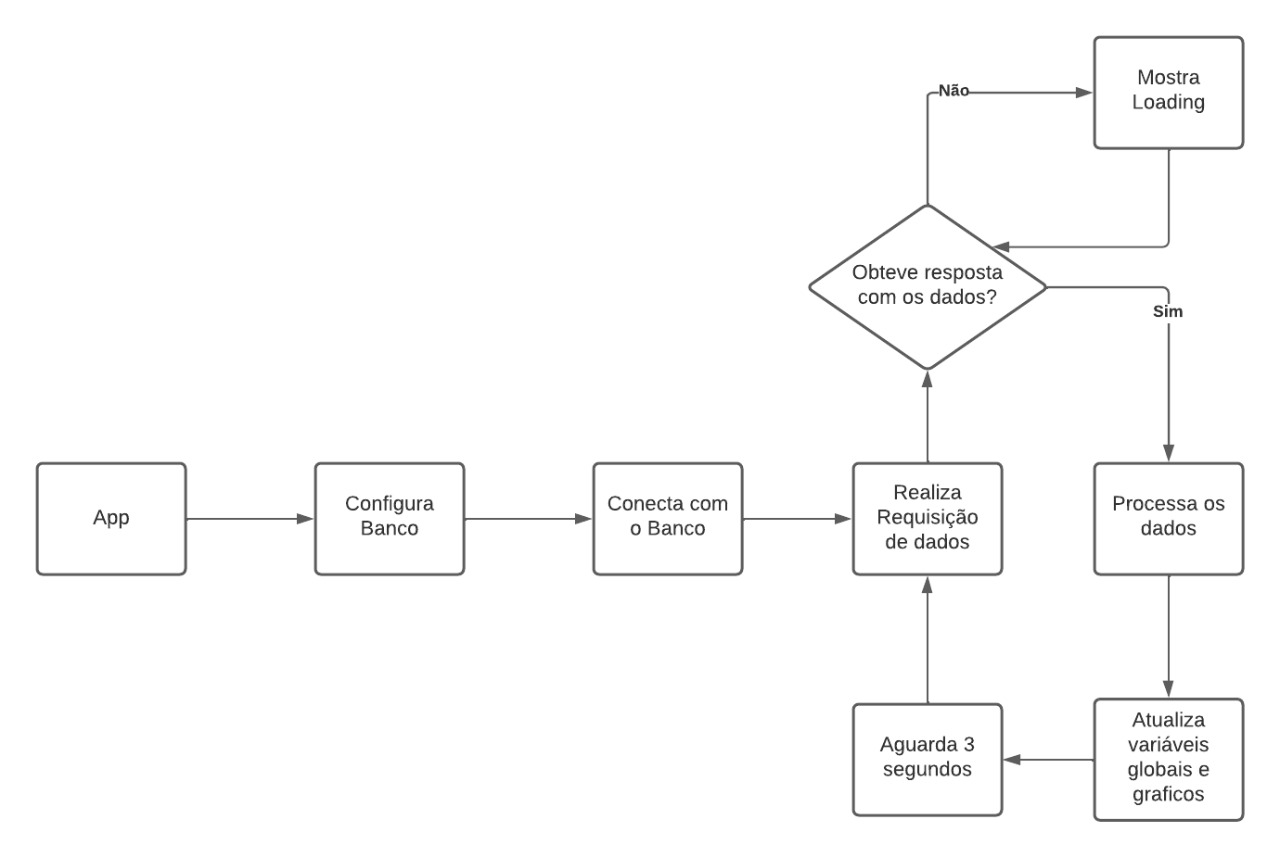 Mostra
Loading
Não
Obteve resposta
com os dados?
Sim
App
Configura
Banco
Conecta com
o Banco
Realiza
Requisição
de dados
Processa os
dados
Aguarda 3
segundos
Atualiza
variáveis
globais e
graficos